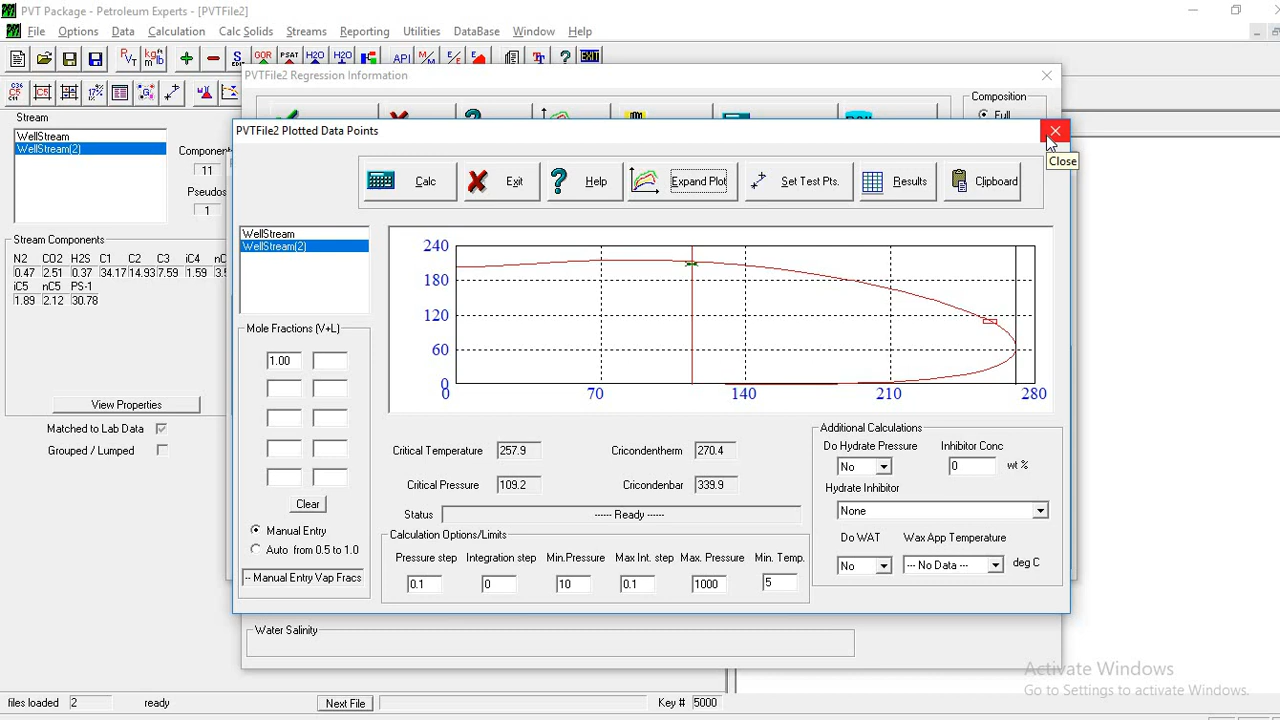 PVT Package - Petroleum Experts - [PVTFile2]
File Options Data Calculation Calc Solids Streams Reporting Utilities DataBase Window Help
PVTFile2 Regression Information
Stream
WellStream
WellStream(2)
Component
11
Pseudos
1
Composition
Full
Stream Components
N2 CO2 H2S C1 C2 C3 iC4 nC
0.47 2.51 0.37 34.17 14.93 7.59 1.59 3.5
iC5 nC5 PS-1
1.89 2.12 30.78
View Properties
Matched to Lab Data
Grouped / Lumped
PVTFile2 Plotted Data Points
Close
Calc Exit Help Expand Plot Set Test Pts. Results Clipboard
WellStream
WellStream(2)
Mole Fractions (V+L)
1.00
Clear
Manual Entry
Auto from 0.5 to 1.0
-- Manual Entry Vap Fracs
240
180
120
60
0
0 70 140 210 280
Critical Temperature 257.9 Cricondentherm 270.4
Critical Pressure 109.2 Cricondenbar 339.9
Status ------ Ready ------
Calculation Options/Limits
Pressure step Integration step Min.Pressure Max Int. step Max. Pressure Min. Temp.
0.1 0 10 0.1 1000 5
Additional Calculations
Do Hydrate Pressure Inhibitor Conc
No 0 wt %
Hydrate Inhibitor
None
Do WAT Wax App Temperature
No --- No Data --- deg C
Water Salinity
Activate Windows
Go to Settings to activate Windows.
files loaded 2 ready Next File Key # 5000